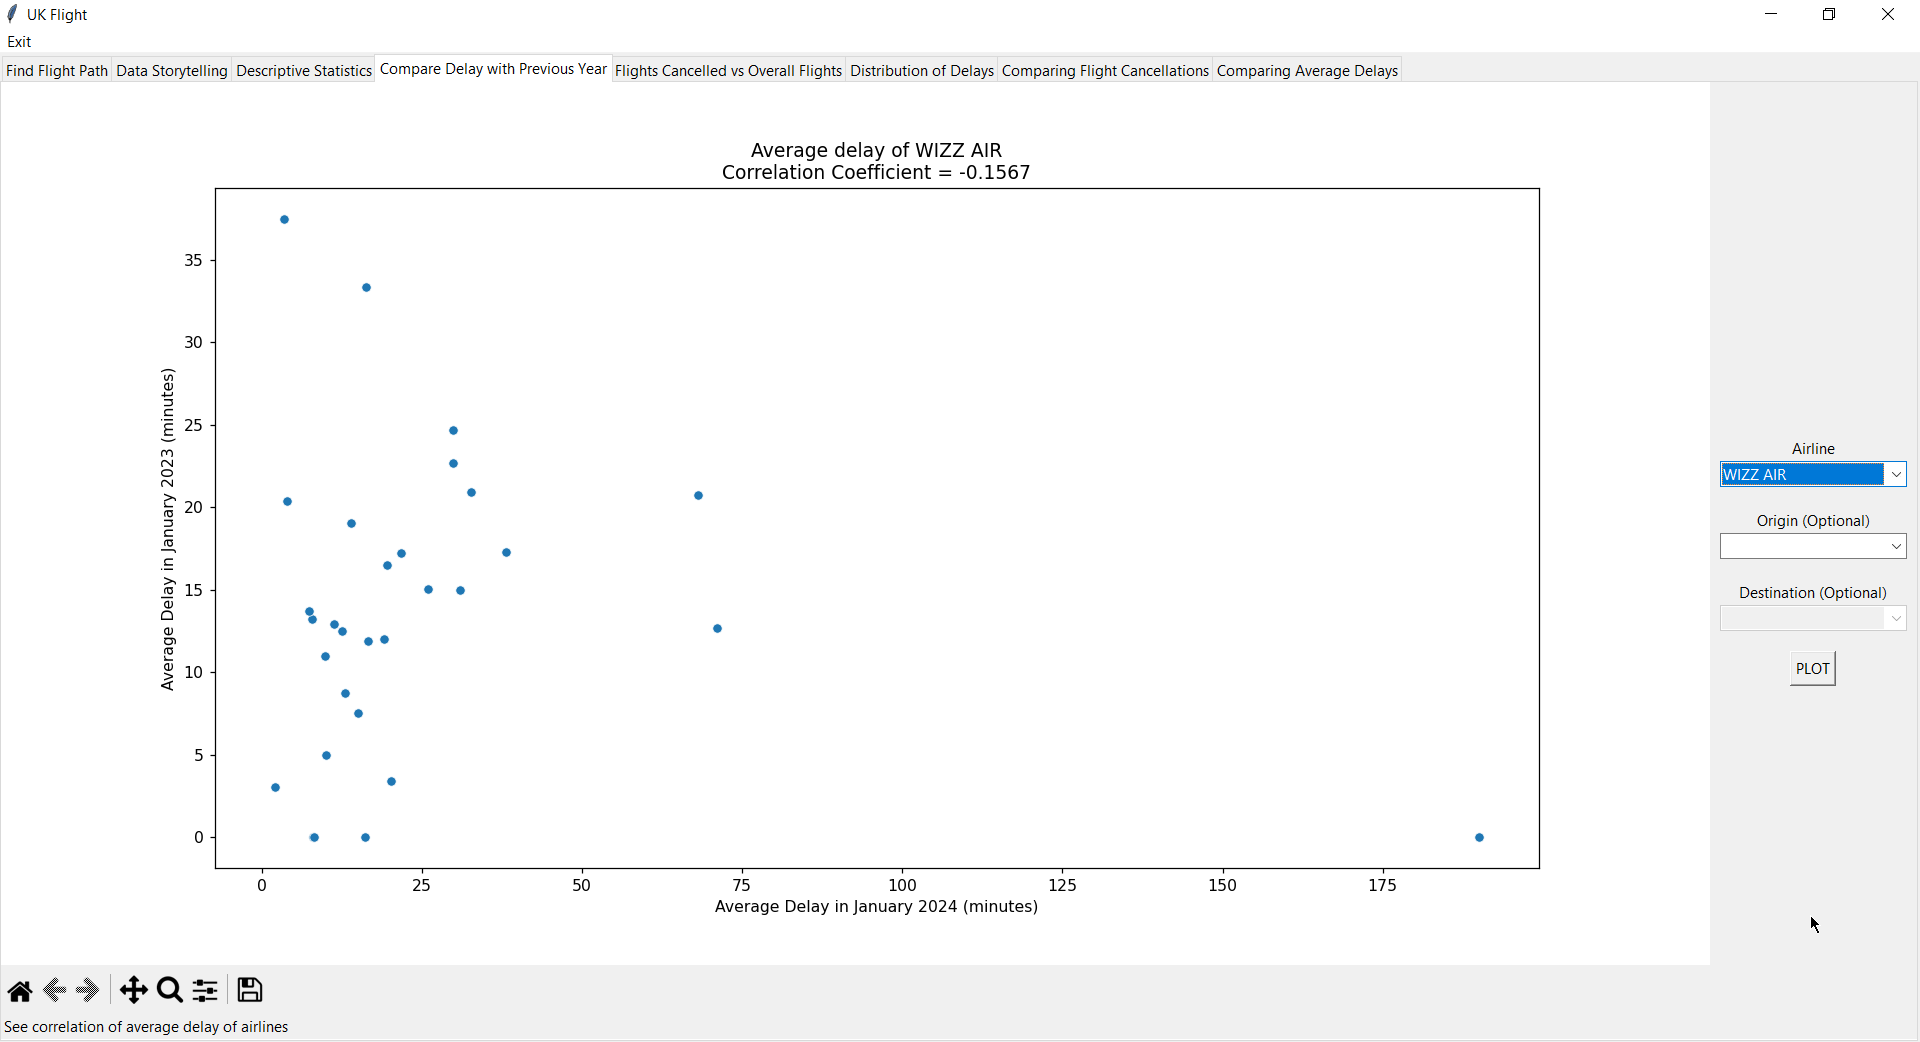 UK Flight
Exit
Find Flight Path
Data Storytelling
Descriptive Statistics
Compare Delay with Previous Year
Flights Cancelled vs Overall Flights
Distribution of Delays
Comparing Flight Cancellations
Comparing Average Delays
Average delay of WIZZ AIR
Correlation Coefficient = -0.1567
Average Delay in January 2023 (minutes)
35
30
25
20
15
10
5
0
0
25
50
75
100
125
150
175
Average Delay in January 2024 (minutes)
Airline
WIZZ AIR
Origin (Optional)
Destination (Optional)
PLOT
See correlation of average delay of airlines